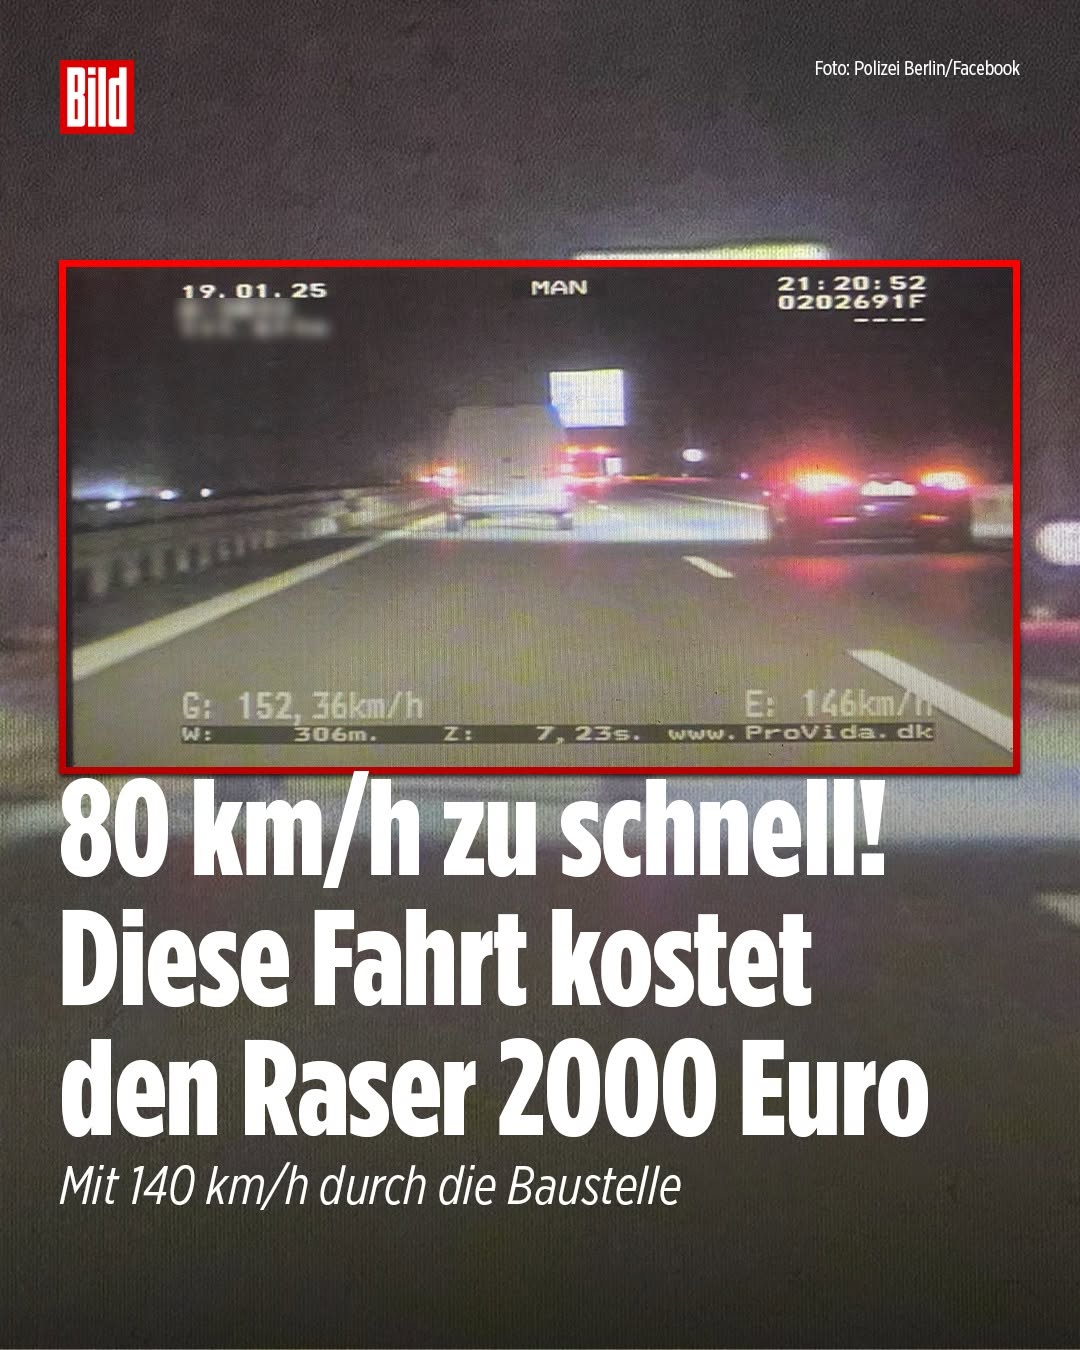 Bild
Foto: Polizei Berlin/Facebook
19.01.25
MAN
21:20:52
0202691F
----
G: 152,36km/h
E: 146km/h
W: 306m. Z: 7,23s. www.ProVida.dk
80 km/h zu schnell!
Diese Fahrt kostet
den Raser 2000 Euro
Mit 140 km/h durch die Baustelle